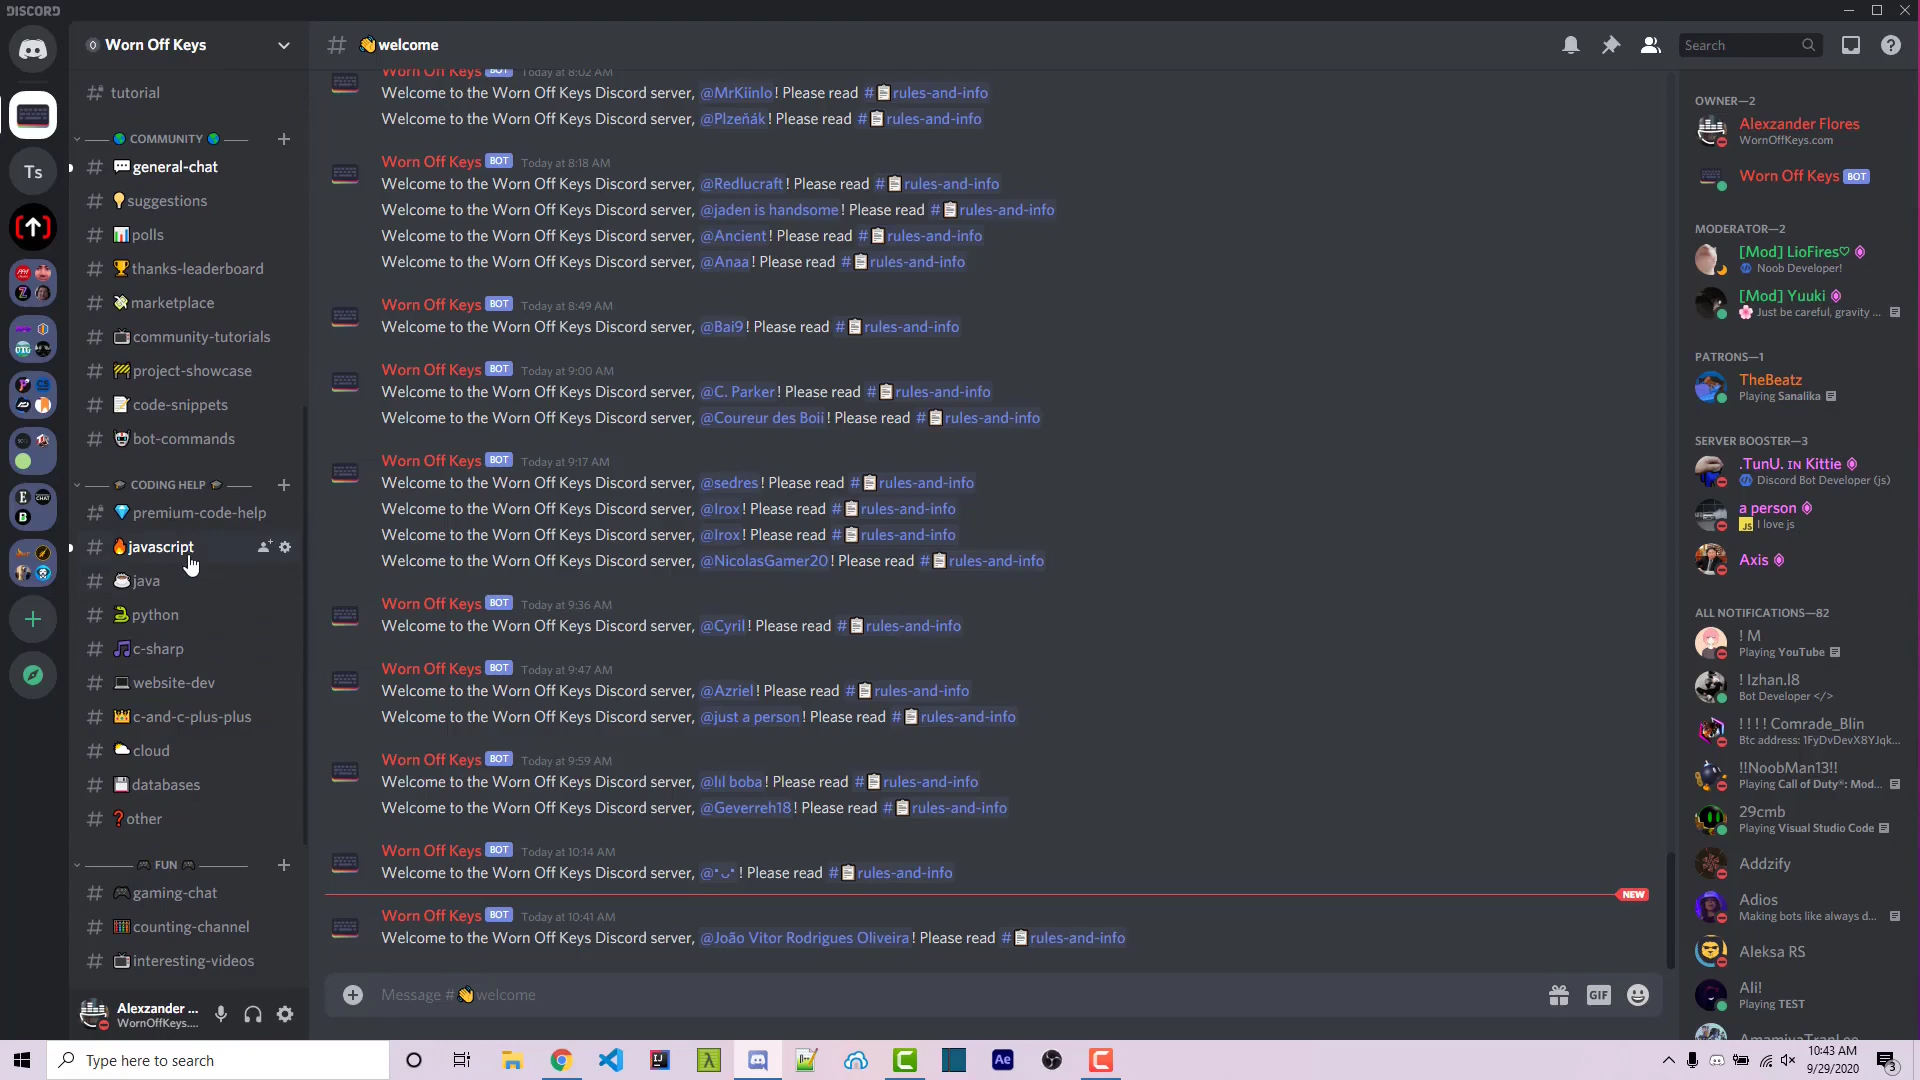 DISCORD
Worn Off Keys
tutorial
COMMUNITY
general-chat
suggestions
polls
thanks-leaderboard
marketplace
community-tutorials
project-showcase
code-snippets
bot-commands
CODING HELP
premium-code-help
javascript
java
python
c-sharp
website-dev
c-and-c-plus-plus
cloud
databases
other
FUN
gaming-chat
counting-channel
interesting-videos
Alexzander ...
WornOffKeys....
Ts
# welcome
Search
Worn Off Keys BOT Today at 8:02 AM
Welcome to the Worn Off Keys Discord server, @MrKiinlo! Please read #rules-and-info
Welcome to the Worn Off Keys Discord server, @Plzeňák! Please read #rules-and-info
Worn Off Keys BOT Today at 8:18 AM
Welcome to the Worn Off Keys Discord server, @Redlucraft! Please read #rules-and-info
Welcome to the Worn Off Keys Discord server, @jaden is handsome! Please read #rules-and-info
Welcome to the Worn Off Keys Discord server, @Ancient! Please read #rules-and-info
Welcome to the Worn Off Keys Discord server, @Anaa! Please read #rules-and-info
Worn Off Keys BOT Today at 8:49 AM
Welcome to the Worn Off Keys Discord server, @Bai9! Please read #rules-and-info
Worn Off Keys BOT Today at 9:00 AM
Welcome to the Worn Off Keys Discord server, @C. Parker! Please read #rules-and-info
Welcome to the Worn Off Keys Discord server, @Coureur des Boii! Please read #rules-and-info
Worn Off Keys BOT Today at 9:17 AM
Welcome to the Worn Off Keys Discord server, @sedres! Please read #rules-and-info
Welcome to the Worn Off Keys Discord server, @Irox! Please read #rules-and-info
Welcome to the Worn Off Keys Discord server, @Irox! Please read #rules-and-info
Welcome to the Worn Off Keys Discord server, @NicolasGamer20! Please read #rules-and-info
Worn Off Keys BOT Today at 9:36 AM
Welcome to the Worn Off Keys Discord server, @Cyril! Please read #rules-and-info
Worn Off Keys BOT Today at 9:47 AM
Welcome to the Worn Off Keys Discord server, @Azriel! Please read #rules-and-info
Welcome to the Worn Off Keys Discord server, @just a person! Please read #rules-and-info
Worn Off Keys BOT Today at 9:59 AM
Welcome to the Worn Off Keys Discord server, @lıl boba! Please read #rules-and-info
Welcome to the Worn Off Keys Discord server, @Geverreh18! Please read #rules-and-info
Worn Off Keys BOT Today at 10:14 AM
Welcome to the Worn Off Keys Discord server, @! Please read #rules-and-info
NEW
Worn Off Keys BOT Today at 10:41 AM
Welcome to the Worn Off Keys Discord server, @João Vitor Rodrigues Oliveira! Please read #rules-and-info
Message #welcome
GIF
OWNER—2
Alexzander Flores
WornOffKeys.com
Worn Off Keys BOT
MODERATOR—2
[Mod] LioFires♡
Noob Developer!
[Mod] Yuuki
Just be careful, gravity ...
PATRONS—1
TheBeatz
Playing Sanalika
SERVER BOOSTER—3
.TunU. ɪɴ Kittie
Discord Bot Developer (js)
a person
JS I love js
Axis
ALL NOTIFICATIONS—82
! M
Playing YouTube
! Izhan.I8
Bot Developer </>
! ! ! ! Comrade_Blin
Btc address: 1FyDvDevX8YJqk...
!!NoobMan13!!
Playing Call of Duty®: Mod...
29cmb
Playing Visual Studio Code
Addzify
Adios
Making bots like always d...
Aleksa RS
Ali!
Playing TEST
Type here to search
Ae
10:43 AM
9/29/2020
3